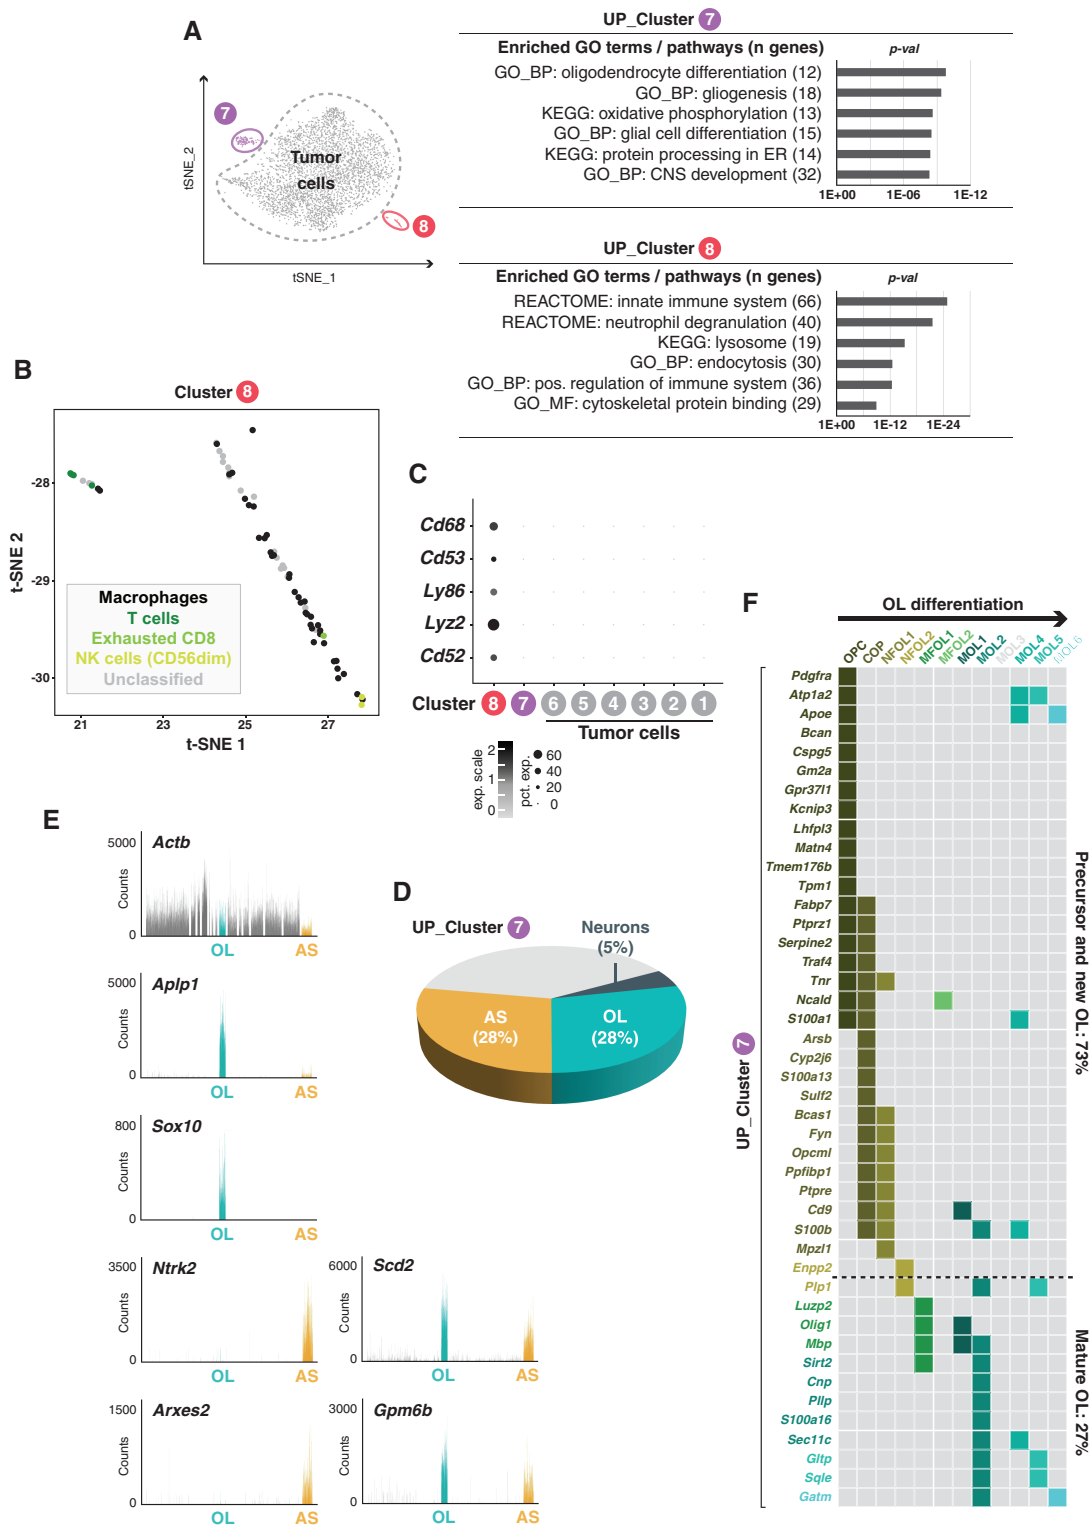 A
UP_Cluster 7
Enriched GO terms / pathways (n genes)
p-val
GO_BP: oligodendrocyte differentiation (12)
GO_BP: gliogenesis (18)
KEGG: oxidative phosphorylation (13)
GO_BP: glial cell differentiation (15)
KEGG: protein processing in ER (14)
GO_BP: CNS development (32)
1E+00 1E-06 1E-12
7
Tumor
cells
8
tSNE_2
tSNE_1
UP_Cluster 8
Enriched GO terms / pathways (n genes)
p-val
REACTOME: innate immune system (66)
REACTOME: neutrophil degranulation (40)
KEGG: lysosome (19)
GO_BP: endocytosis (30)
GO_BP: pos. regulation of immune system (36)
GO_MF: cytoskeletal protein binding (29)
1E+00 1E-12 1E-24
B
Cluster 8
-28
-29
-30
t-SNE 2
Macrophages
T cells
Exhausted CD8
NK cells (CD56dim)
Unclassified
21 23 25 27
t-SNE 1
C
Cd68
Cd53
Ly86
Lyz2
Cd52
Cluster 8 7 6 5 4 3 2 1
Tumor cells
exp. scale
2
1
0
pct. exp.
60
40
20
0
D
UP_Cluster 7
Neurons
(5%)
AS
(28%)
OL
(28%)
E
5000
Actb
Counts
0
OL AS
5000
Aplp1
Counts
0
OL AS
800
Sox10
Counts
0
OL AS
3500
Ntrk2
Counts
0
OL AS
6000
Scd2
Counts
0
OL AS
1500
Arxes2
Counts
0
OL AS
3000
Gpm6b
Counts
0
OL AS
F
OL differentiation
OPC COP NFOL1 NFOL2 MFOL1 MFOL2 MOL1 MOL2 MOL3 MOL4 MOL5 MOL6
UP_Cluster 7
Pdgfra
Atp1a2
Apoe
Bcan
Cspg5
Gm2a
Gpr37l1
Kcnip3
Lhfpl3
Matn4
Tmem176b
Tpm1
Fabp7
Ptprz1
Serpine2
Traf4
Tnr
Ncald
S100a1
Arsb
Cyp2j6
S100a13
Sulf2
Bcas1
Fyn
Opcml
Ppfibp1
Ptpre
Cd9
S100b
Mpzl1
Enpp2
Plp1
Luzp2
Olig1
Mbp
Sirt2
Cnp
Pllp
S100a16
Sec11c
Gltp
Sqle
Gatm
Precursor and new OL: 73%
Mature OL: 27%